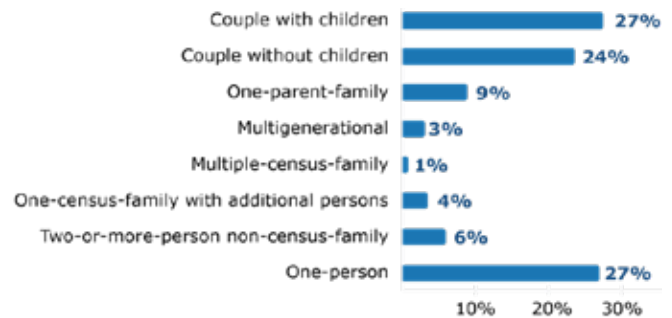 Couple with children 27%
Couple without children 24%
One-parent-family 9%
Multigenerational 3%
Multiple-census-family 1%
One-census-family with additional persons 4%
Two-or-more-person non-census-family 6%
One-person 27%
10% 20% 30%